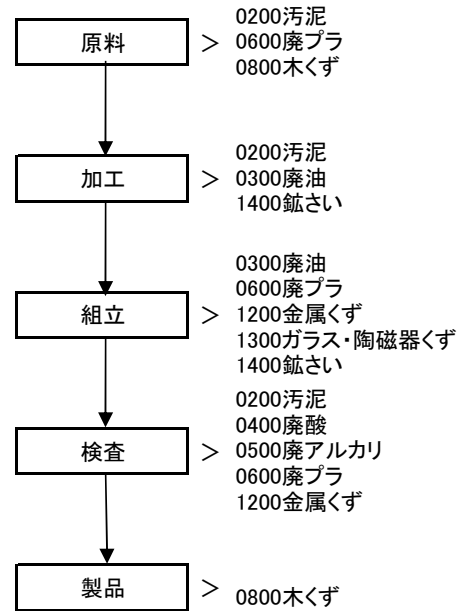 原料
＞
0200汚泥
0600廃プラ
0800木くず
加工
＞
0200汚泥
0300廃油
1400鉱さい
組立
＞
0300廃油
0600廃プラ
1200金属くず
1300ガラス・陶磁器くず
1400鉱さい
検査
＞
0200汚泥
0400廃酸
0500廃アルカリ
0600廃プラ
1200金属くず
製品
＞
0800木くず